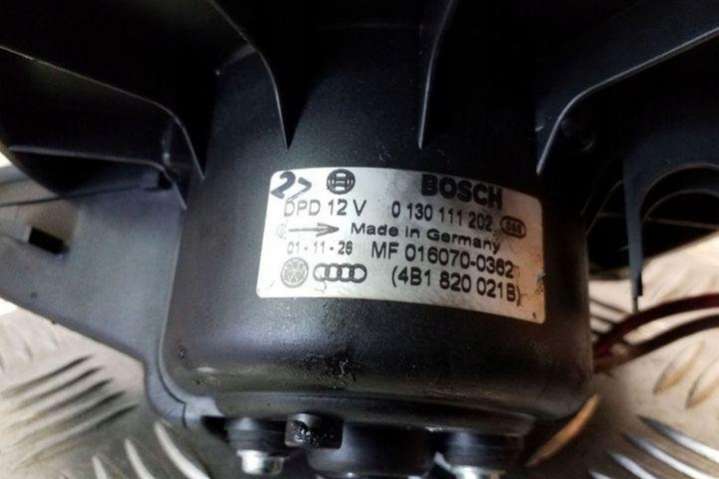 2> BOSCH
DPD 12 V 0 130 111 202
Made in Germany
01-11-26 MF 016070-0362
(4B1 820 021B)